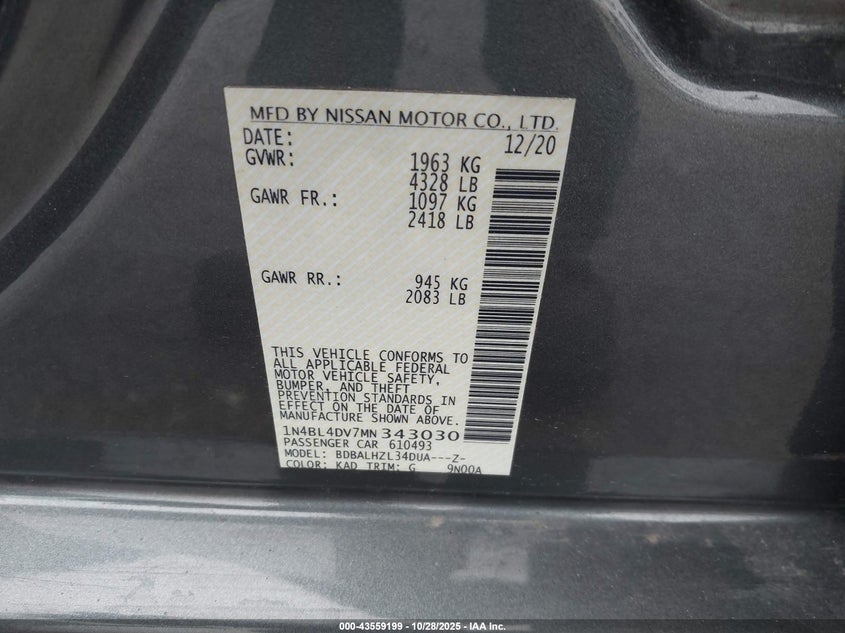 MFD BY NISSAN MOTOR CO., LTD.
DATE: 12/20
GVWR: 1963 KG
4328 LB
GAWR FR.: 1097 KG
2418 LB
GAWR RR.: 945 KG
2083 LB
THIS VEHICLE CONFORMS TO
ALL APPLICABLE FEDERAL
MOTOR VEHICLE SAFETY,
BUMPER, AND THEFT
PREVENTION STANDARDS IN
EFFECT ON THE DATE OF
MANUFACTURE SHOWN ABOVE.
1N4BL4DV7MN343030
PASSENGER CAR 610493
MODEL: BDBALHZL34DUA---Z-
COLOR: KAD TRIM: G 9N00A
000-43559199 - 10/28/2025 - IAA Inc.